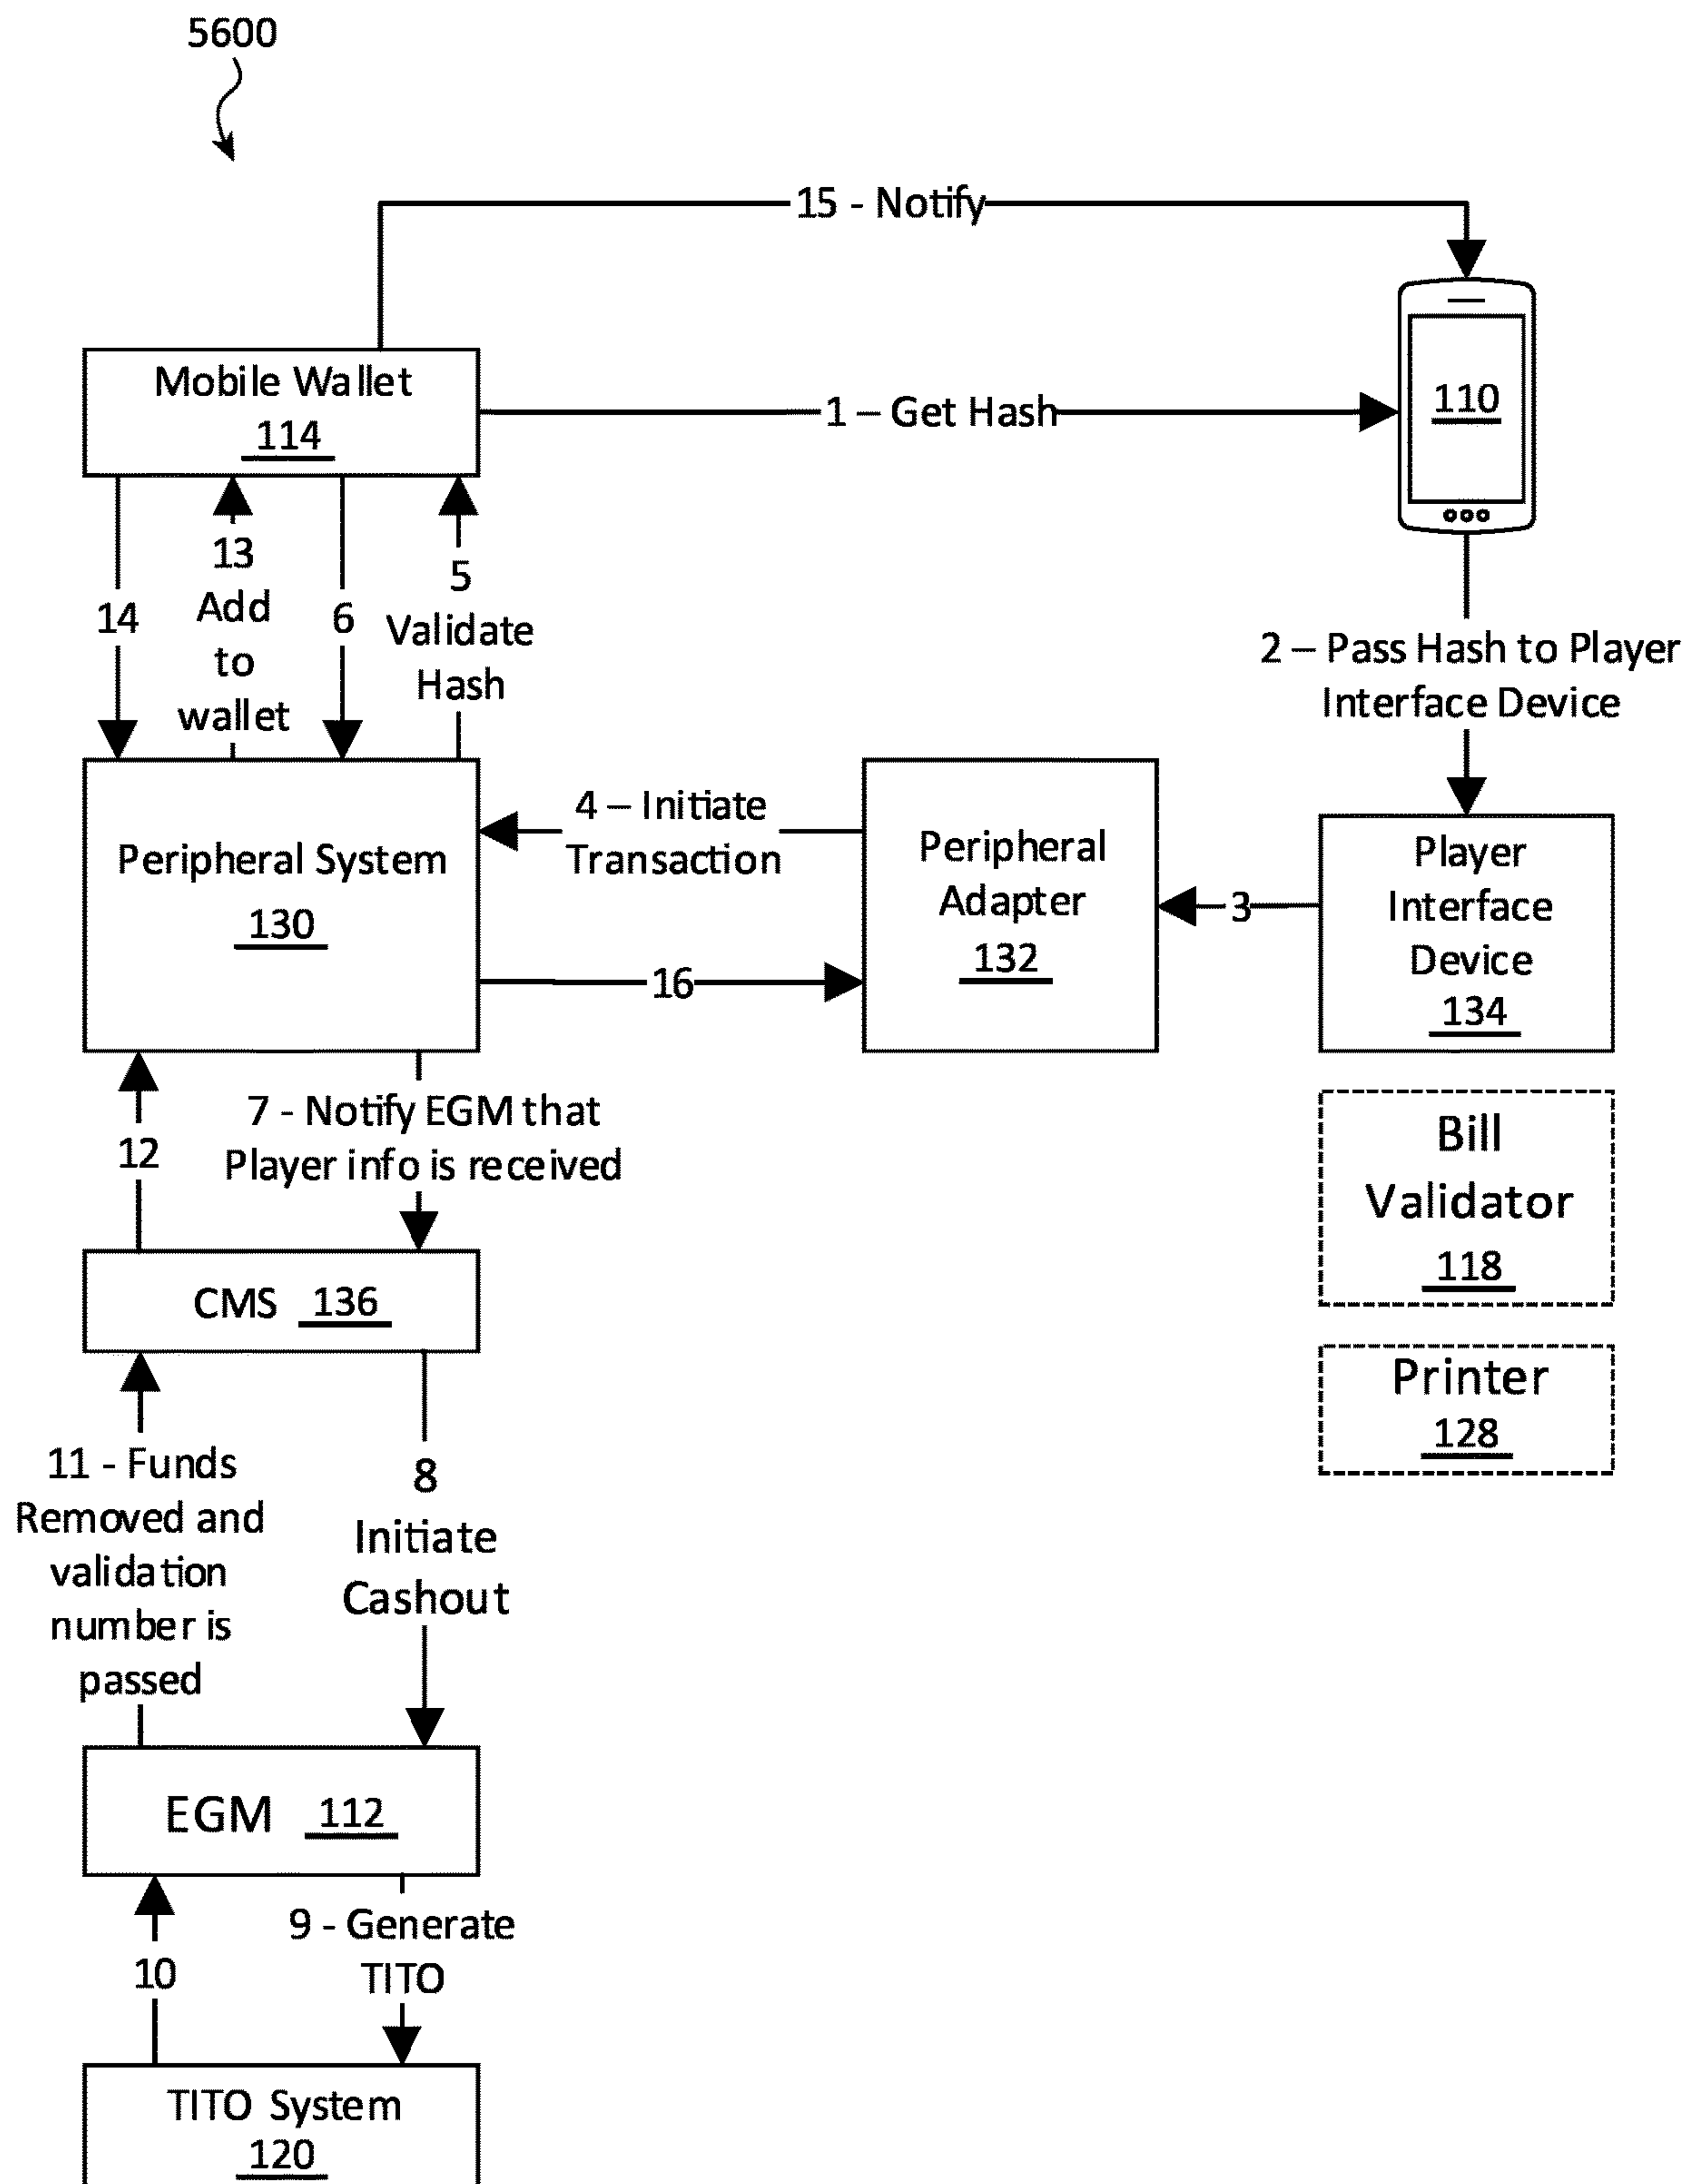 5600
15 - Notify
Mobile Wallet
114
1 – Get Hash
110
14
13
Add
to
wallet
6
5
Validate
Hash
2 – Pass Hash to Player
Interface Device
Peripheral System
130
4 – Initiate
Transaction
16
Peripheral
Adapter
132
3
Player
Interface
Device
134
12
7 - Notify EGM that
Player info is received
Bill
Validator
118
CMS 136
Printer
128
11 - Funds
Removed and
validation
number is
passed
8
Initiate
Cashout
EGM 112
10
9 - Generate
TITO
TITO System
120